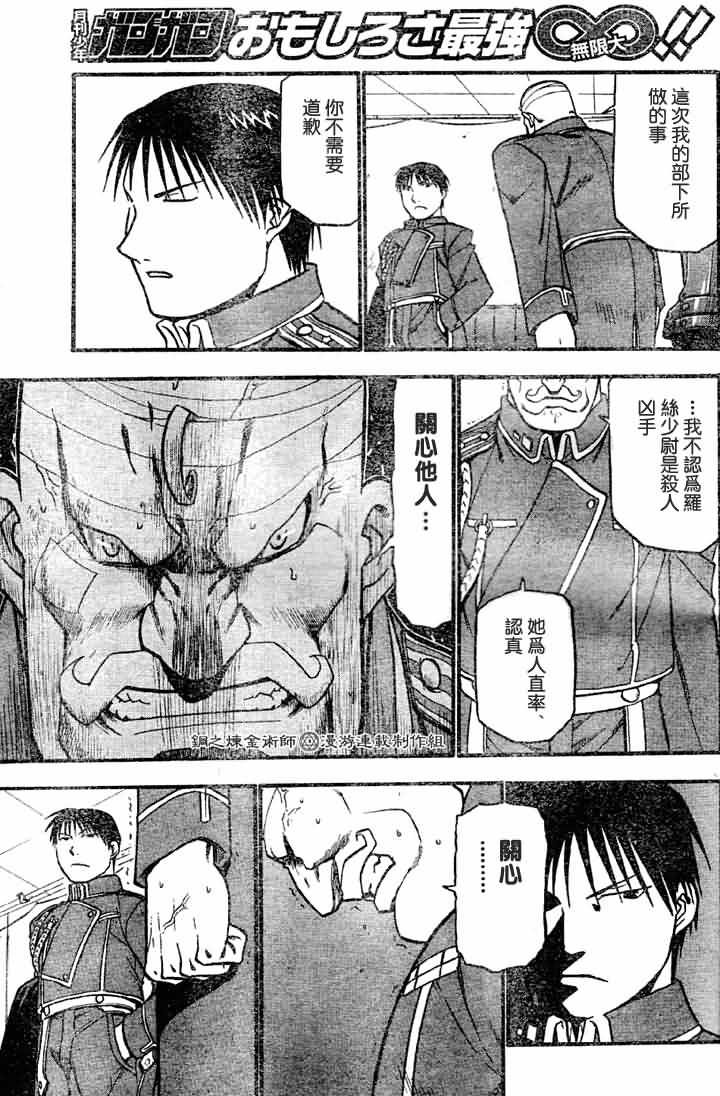 月刊少年
ガンガン おもしろさ最強 ∞ 無限大 !!
這次我的部下所
做的事
你不需要
道歉
…我不認爲羅
絲少尉是殺人
凶手
她爲人直率、
認真
關心他人…
鋼之煉金術師 漫游連載制作組
關心
………